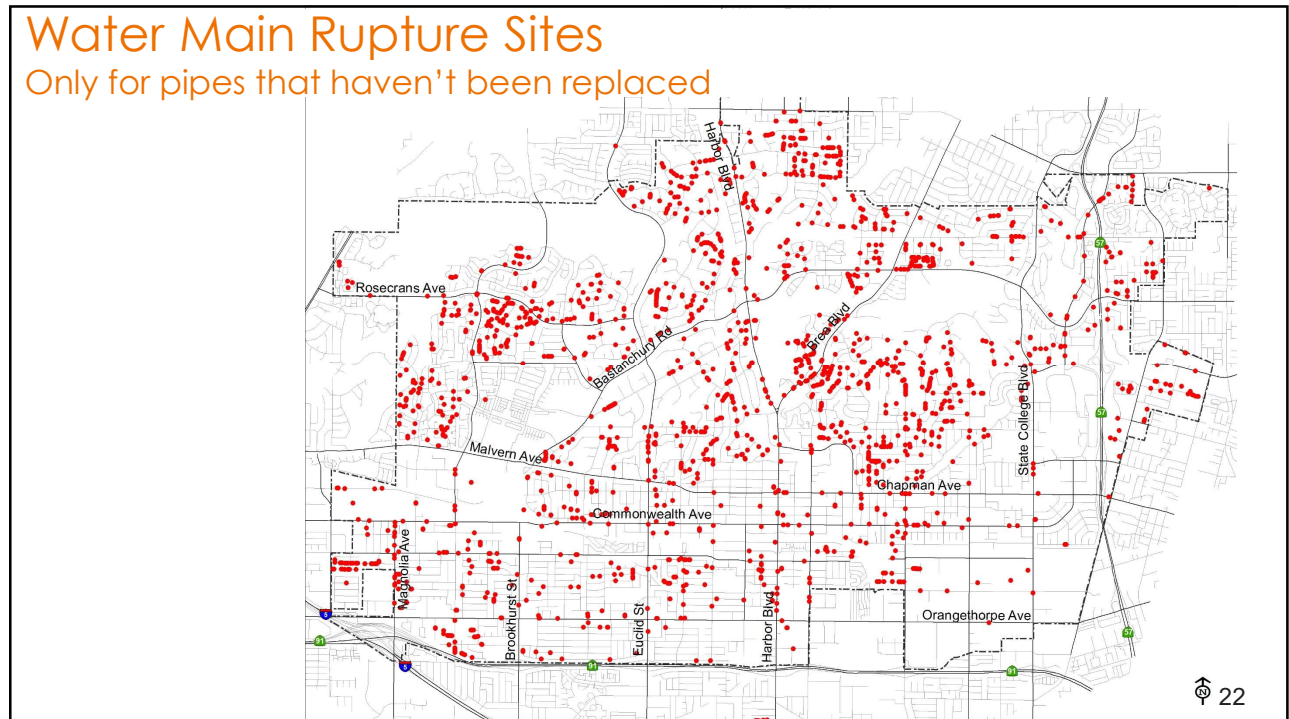 Water Main Rupture Sites
Only for pipes that haven't been replaced
Harbor Blvd
57
Rosecrans Ave
Brea Blvd
Bastanchury Rd
State College Blvd
57
Malvern Ave
Chapman Ave
Commonwealth Ave
Magnolia Ave
Brookhurst St
Euclid St
Harbor Blvd
Orangethorpe Ave
5
91
57
5
91
91
22